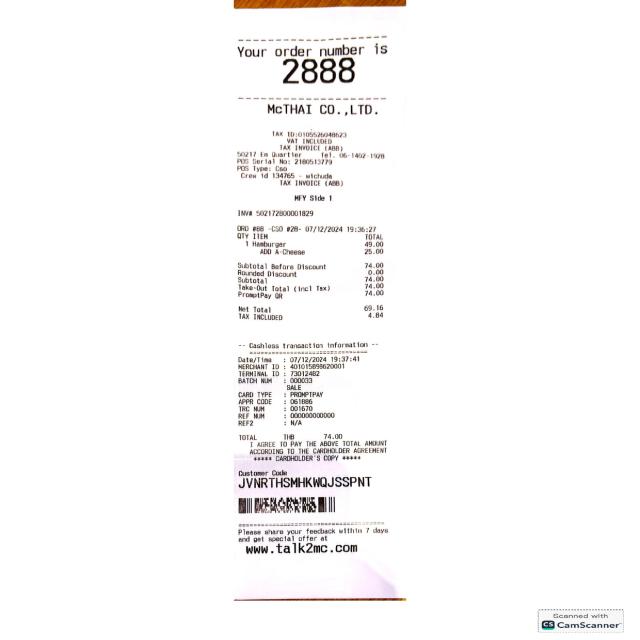 Your order number is
2888
McTHAI CO.,LTD.
TAX ID:0105526048623
VAT INCLUDED
TAX INVOICE (ABB)
50217 Em Quartier Tel. 06-1402-1928
POS Serial No: 2180513779
POS Type: Cso
Crew id 134765 - wichuda
TAX INVOICE (ABB)
MFY Side 1
INV# 502172800001829
ORD #88 -CSO #28- 07/12/2024 19:36:27
QTY ITEM TOTAL
1 Hamburger 49.00
ADD A-Cheese 25.00
Subtotal Before Discount 74.00
Rounded Discount 0.00
Subtotal 74.00
Take-Out Total (incl Tax) 74.00
PromptPay QR 74.00
Net Total 69.16
TAX INCLUDED 4.84
-- Cashless transaction information --
Date/Time : 07/12/2024 19:37:41
MERCHANT ID : 401015898620001
TERMINAL ID : 73012482
BATCH NUM : 000033
SALE
CARD TYPE : PROMPTPAY
APPR CODE : 061886
TRC NUM : 001670
REF NUM : 000000000000
REF2 : N/A
TOTAL THB 74.00
I AGREE TO PAY THE ABOVE TOTAL AMOUNT
ACCORDING TO THE CARDHOLDER AGREEMENT
***** CARDHOLDER'S COPY *****
Customer Code
JVNRTHSMHKWQJSSPNT
Please share your feedback within 7 days
and get special offer at
www.talk2mc.com
Scanned with
CS CamScanner